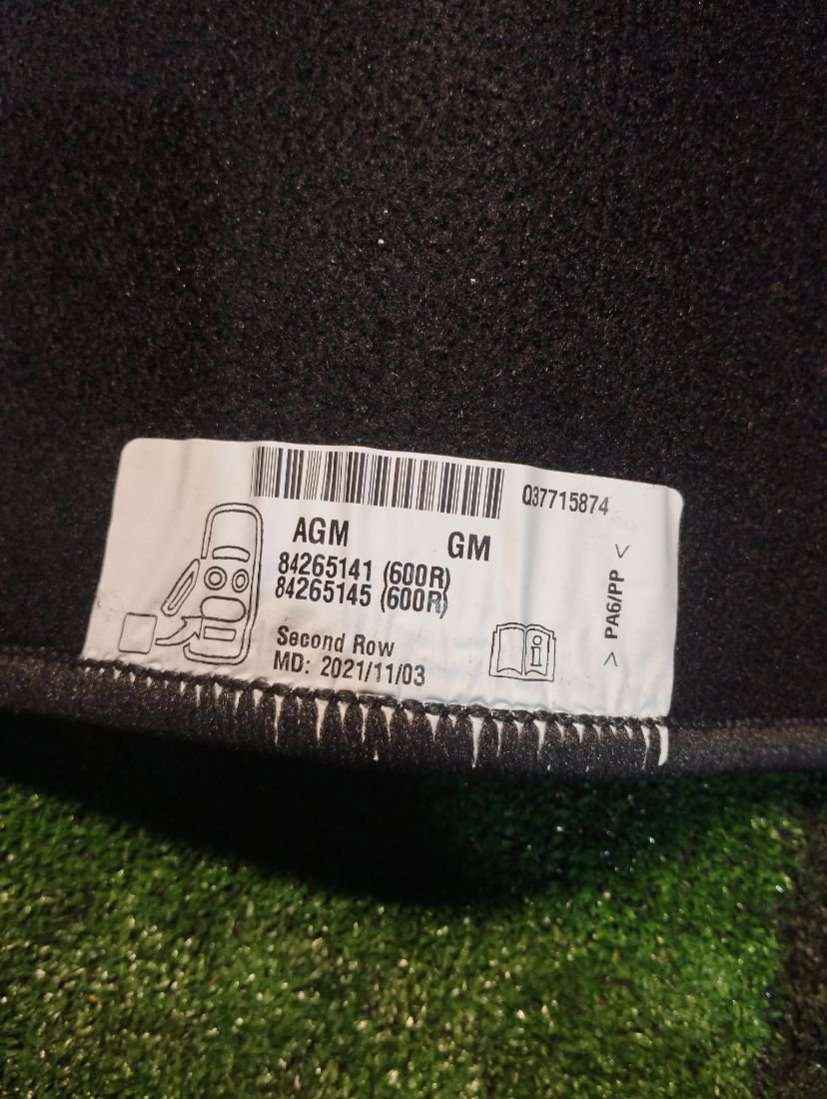 Q37715874
AGM GM
84265141 (600R)
84265145 (600R)
Second Row
MD: 2021/11/03
> PA6/PP <